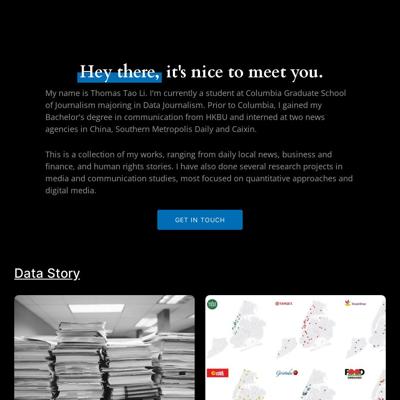 Hey there, it's nice to meet you.
My name is Thomas Tao Li. I'm currently a student at Columbia Graduate School
of Journalism majoring in Data Journalism. Prior to Columbia, I gained my
Bachelor's degree in communication from HKBU and interned at two news
agencies in China, Southern Metropolis Daily and Caixin.
This is a collection of my works, ranging from daily local news, business and
finance, and human rights stories. I have also done several research projects in
media and communication studies, most focused on quantitative approaches and
digital media.
GET IN TOUCH
Data Story